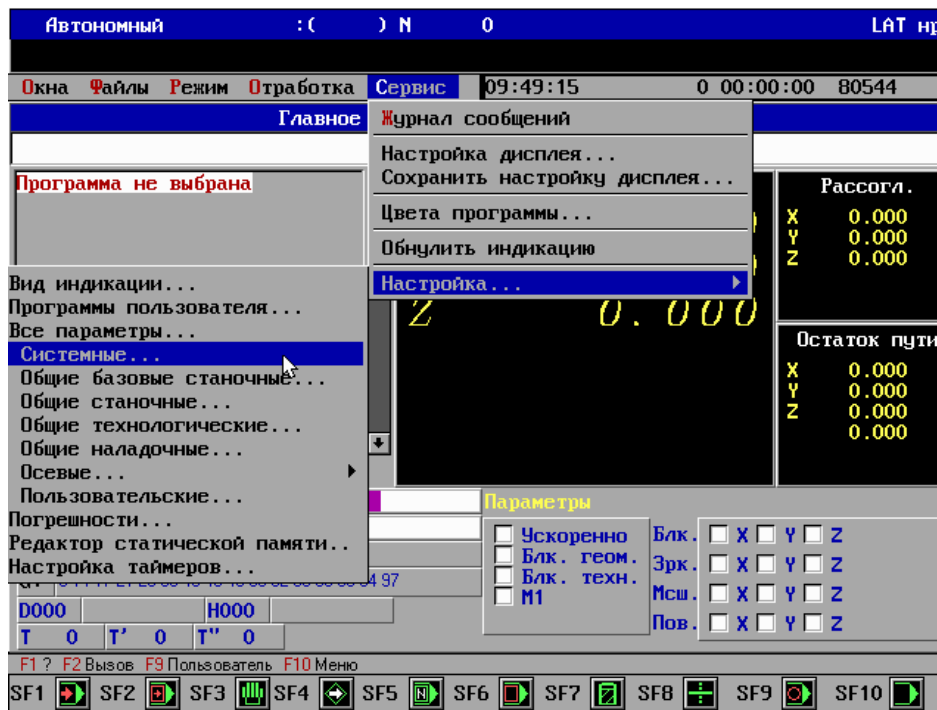 Автономный :( ) N 0 LAT нр
Окна Файлы Режим Отработка Сервис 09:49:15 0 00:00:00 80544
Главное
Журнал сообщений
Настройка дисплея...
Сохранить настройку дисплея...
Цвета программы...
Обнулить индикацию
Настройка...
Программа не выбрана
Вид индикации...
Программы пользователя...
Все параметры...
Системные...
Общие базовые станочные...
Общие станочные...
Общие технологические...
Общие наладочные...
Осевые...
Пользовательские...
Погрешности...
Редактор статической памяти..
Настройка таймеров...
Z 0.000
Рассогл.
X 0.000
Y 0.000
Z 0.000
Остаток пути
X 0.000
Y 0.000
Z 0.000
0.000
Параметры
Ускоренно
Блк. геом.
Блк. техн.
M1
Блк. X Y Z
Зрк. X Y Z
Мсш. X Y Z
Пов. X Y Z
97
D000 H000
T 0 T' 0 T" 0
F1 ? F2 Вызов F9 Пользователь F10 Меню
SF1 SF2 SF3 SF4 SF5 N SF6 SF7 SF8 SF9 SF10